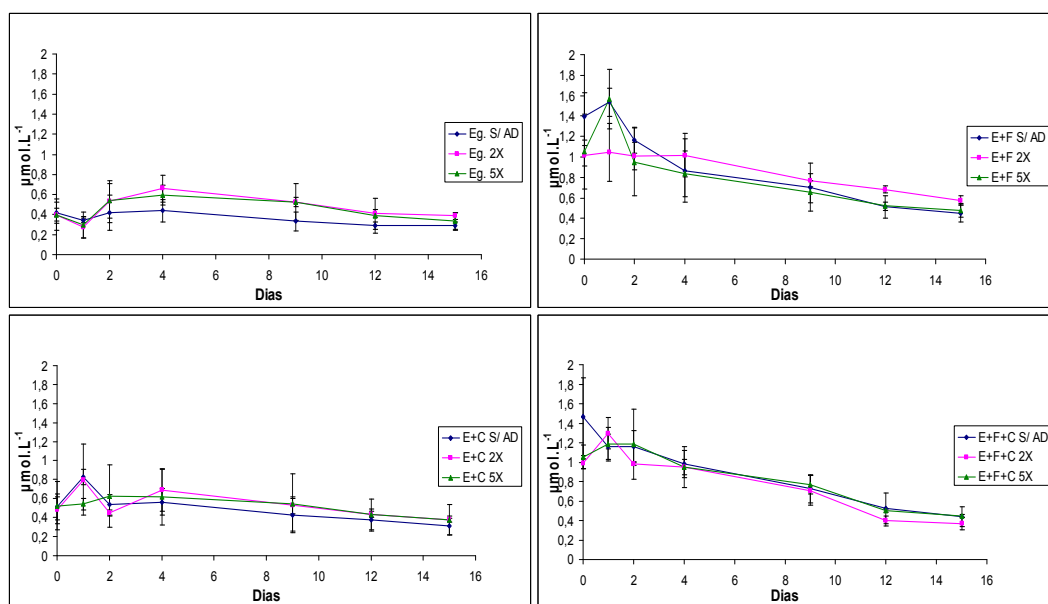 µmol.L⁻¹
2
1,8
1,6
1,4
1,2
1
0,8
0,6
0,4
0,2
0
0 2 4 6 8 10 12 14 16
Dias
Eg. S/ AD
Eg. 2X
Eg. 5X
µmol.L⁻¹
2
1,8
1,6
1,4
1,2
1
0,8
0,6
0,4
0,2
0
0 2 4 6 8 10 12 14 16
Dias
E+F S/ AD
E+F 2X
E+F 5X
µmol.L⁻¹
2
1,8
1,6
1,4
1,2
1
0,8
0,6
0,4
0,2
0
0 2 4 6 8 10 12 14 16
Dias
E+C S/ AD
E+C 2X
E+C 5X
µmol.L⁻¹
2
1,8
1,6
1,4
1,2
1
0,8
0,6
0,4
0,2
0
0 2 4 6 8 10 12 14 16
Dias
E+F+C S/ AD
E+F+C 2X
E+F+C 5X